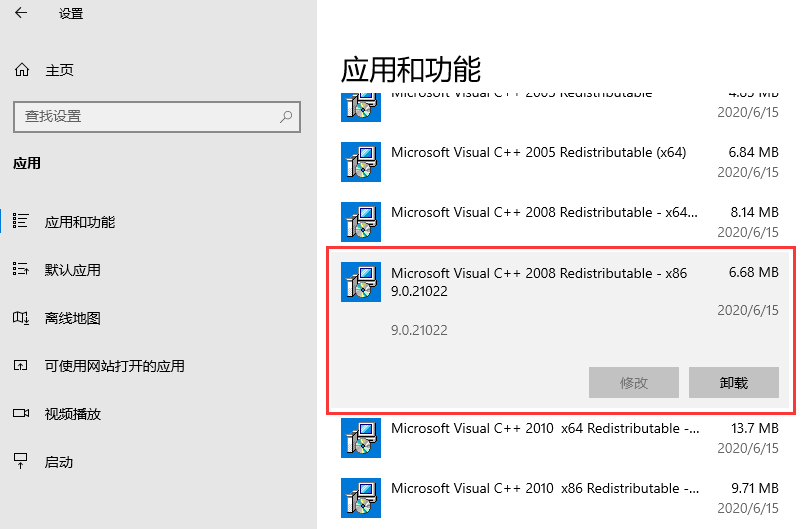 设置
主页
查找设置
应用
应用和功能
默认应用
离线地图
可使用网站打开的应用
视频播放
启动
应用和功能
Microsoft Visual C++ 2005 Redistributable 4.85 MB
2020/6/15
Microsoft Visual C++ 2005 Redistributable (x64) 6.84 MB
2020/6/15
Microsoft Visual C++ 2008 Redistributable - x64... 8.14 MB
2020/6/15
Microsoft Visual C++ 2008 Redistributable - x86 6.68 MB
9.0.21022
2020/6/15
9.0.21022
修改 卸载
Microsoft Visual C++ 2010  x64 Redistributable -... 13.7 MB
2020/6/15
Microsoft Visual C++ 2010  x86 Redistributable -... 9.71 MB
2020/6/15